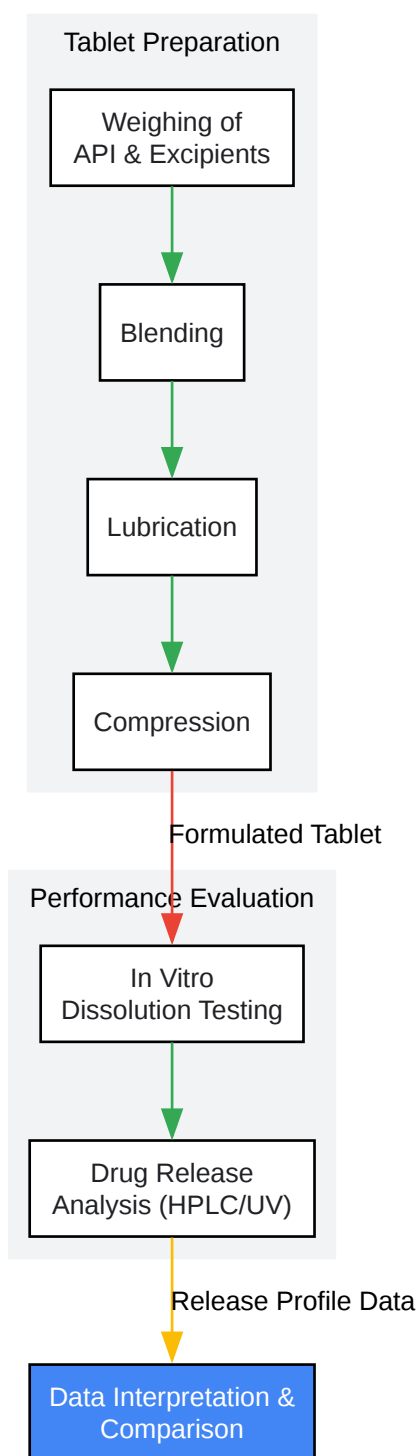 Tablet Preparation
Weighing of
API & Excipients
Blending
Lubrication
Compression
Formulated Tablet
Performance Evaluation
In Vitro
Dissolution Testing
Drug Release
Analysis (HPLC/UV)
Release Profile Data
Data Interpretation &
Comparison